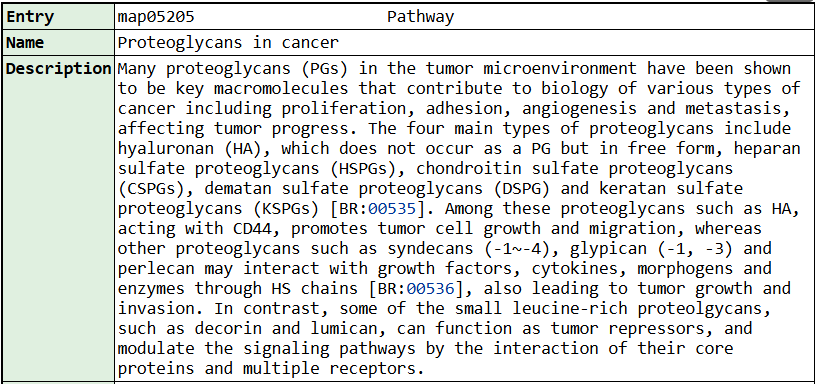 Entry map05205 Pathway
Name Proteoglycans in cancer
Description Many proteoglycans (PGs) in the tumor microenvironment have been shown
to be key macromolecules that contribute to biology of various types of
cancer including proliferation, adhesion, angiogenesis and metastasis,
affecting tumor progress. The four main types of proteoglycans include
hyaluronan (HA), which does not occur as a PG but in free form, heparan
sulfate proteoglycans (HSPGs), chondroitin sulfate proteoglycans
(CSPGs), dematan sulfate proteoglycans (DSPG) and keratan sulfate
proteoglycans (KSPGs) [BR:00535]. Among these proteoglycans such as HA,
acting with CD44, promotes tumor cell growth and migration, whereas
other proteoglycans such as syndecans (-1~-4), glypican (-1, -3) and
perlecan may interact with growth factors, cytokines, morphogens and
enzymes through HS chains [BR:00536], also leading to tumor growth and
invasion. In contrast, some of the small leucine-rich proteolgycans,
such as decorin and lumican, can function as tumor repressors, and
modulate the signaling pathways by the interaction of their core
proteins and multiple receptors.